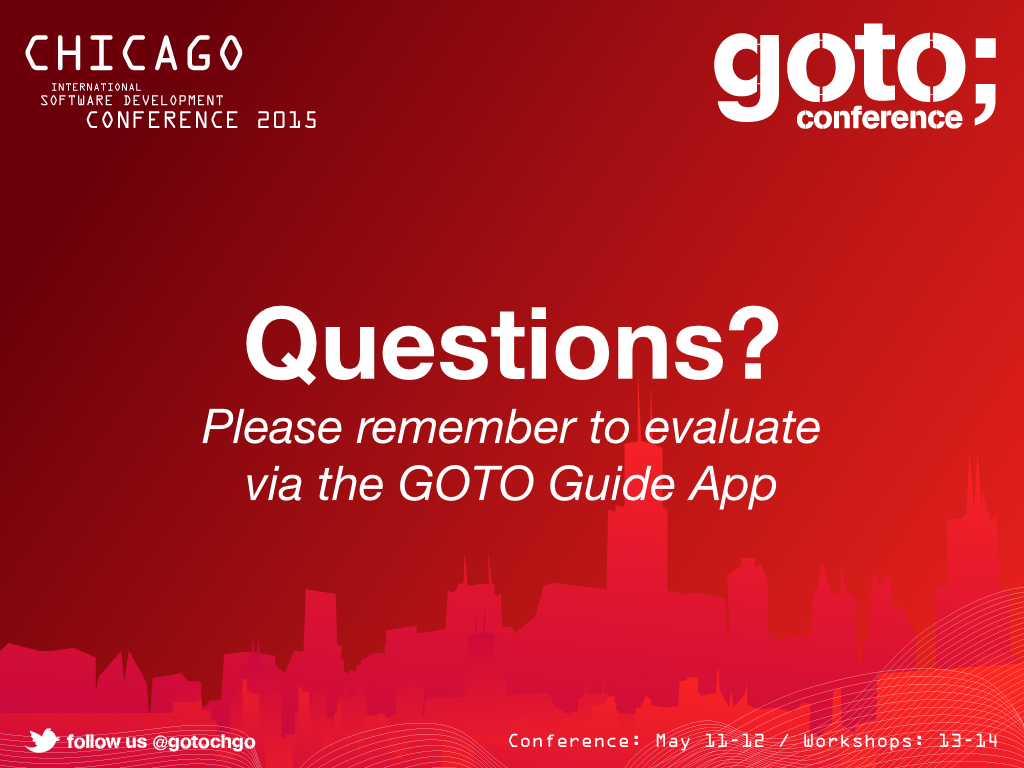 CHICAGO
INTERNATIONAL
SOFTWARE DEVELOPMENT
CONFERENCE 2015
goto;
conference
Questions?
Please remember to evaluate
via the GOTO Guide App
follow us @gotochgo
Conference: May 11-12 / Workshops: 13-14